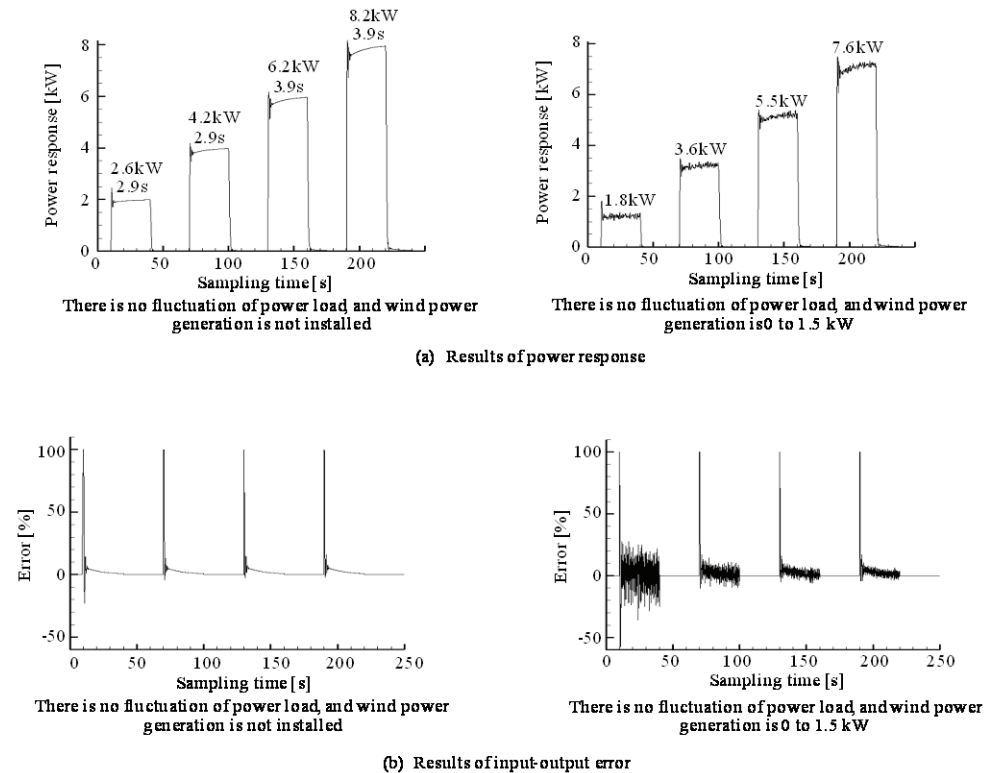 8.2kW
3.9s
6.2kW
3.9s
4.2kW
2.9s
2.6kW
2.9s
Power response [kW]
8
6
4
2
0
0 50 100 150 200
Sampling time [s]
There is no fluctuation of power load, and wind power
generation is not installed
7.6kW
5.5kW
3.6kW
1.8kW
Power response [kW]
8
6
4
2
0
0 50 100 150 200
Sampling time [s]
There is no fluctuation of power load, and wind power
generation is 0 to 1.5 kW
(a) Results of power response
Error [%]
100
50
0
-50
0 50 100 150 200 250
Sampling time [s]
There is no fluctuation of power load, and wind power
generation is not installed
Error [%]
100
50
0
-50
0 50 100 150 200 250
Sampling time [s]
There is no fluctuation of power load, and wind power
generation is 0 to 1.5 kW
(b) Results of input-output error